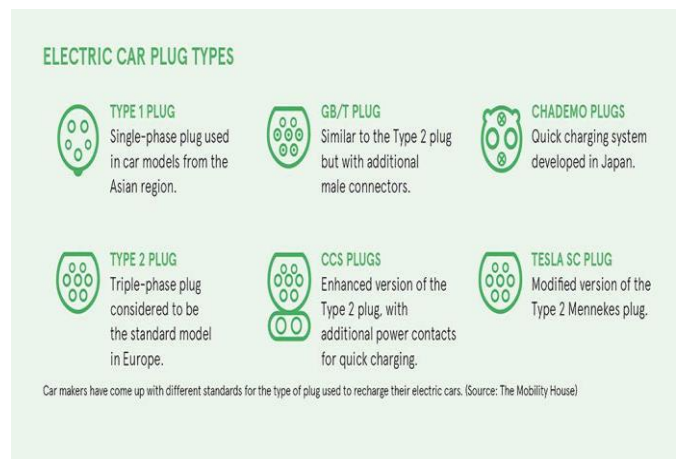 ELECTRIC CAR PLUG TYPES
TYPE 1 PLUG
Single-phase plug used
in car models from the
Asian region.
GB/T PLUG
Similar to the Type 2 plug
but with additional
male connectors.
CHADEMO PLUGS
Quick charging system
developed in Japan.
TYPE 2 PLUG
Triple-phase plug
considered to be
the standard model
in Europe.
CCS PLUGS
Enhanced version of the
Type 2 plug, with
additional power contacts
for quick charging.
TESLA SC PLUG
Modified version of the
Type 2 Mennekes plug.
Car makers have come up with different standards for the type of plug used to recharge their electric cars. (Source: The Mobility House)